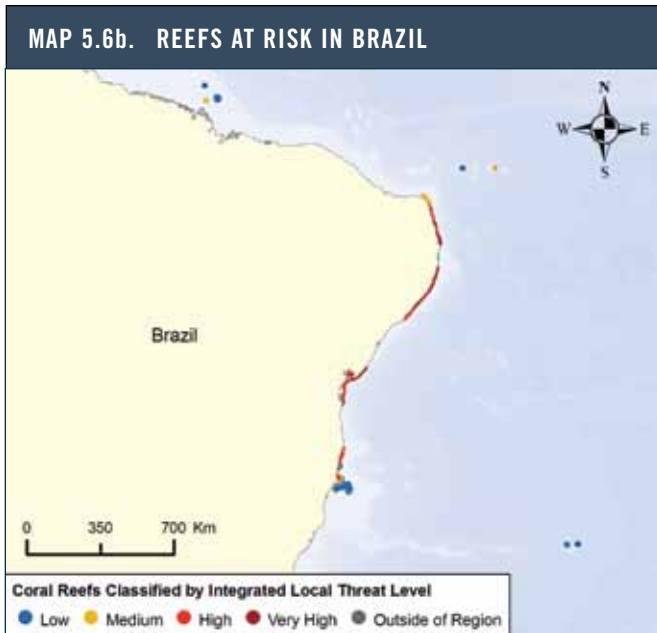 MAP 5.6b. REEFS AT RISK IN BRAZIL
N
W E
S
Brazil
0 350 700 Km
Coral Reefs Classified by Integrated Local Threat Level
Low Medium High Very High Outside of Region